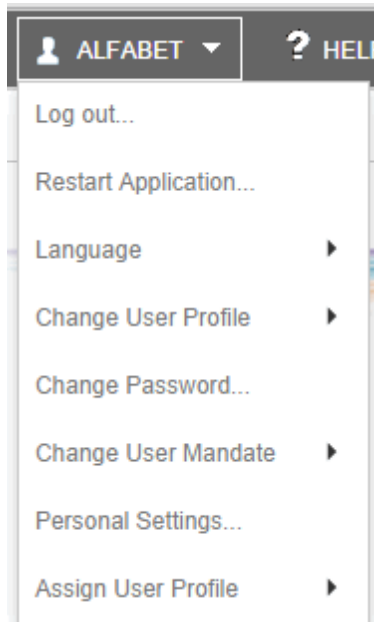 ALFABET ? HEL
Log out...
Restart Application...
Language
Change User Profile
Change Password...
Change User Mandate
Personal Settings...
Assign User Profile